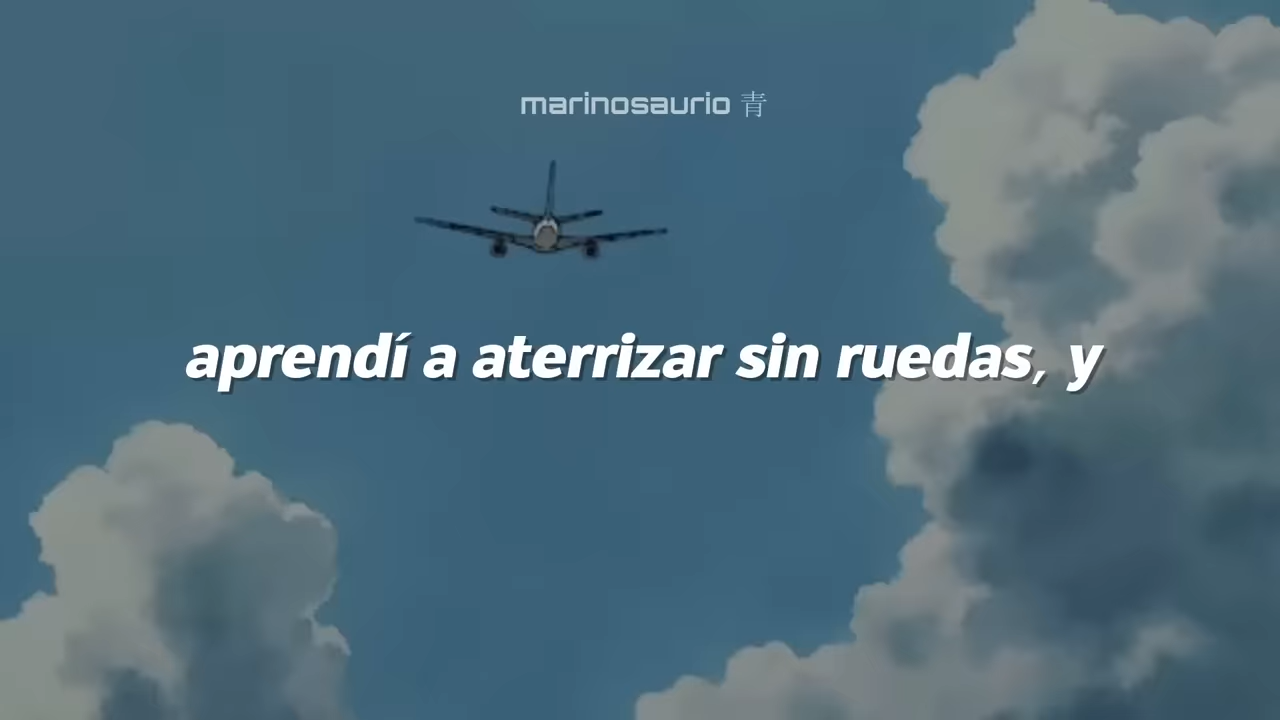 marinosaurio 青
aprendí a aterrizar sin ruedas, y